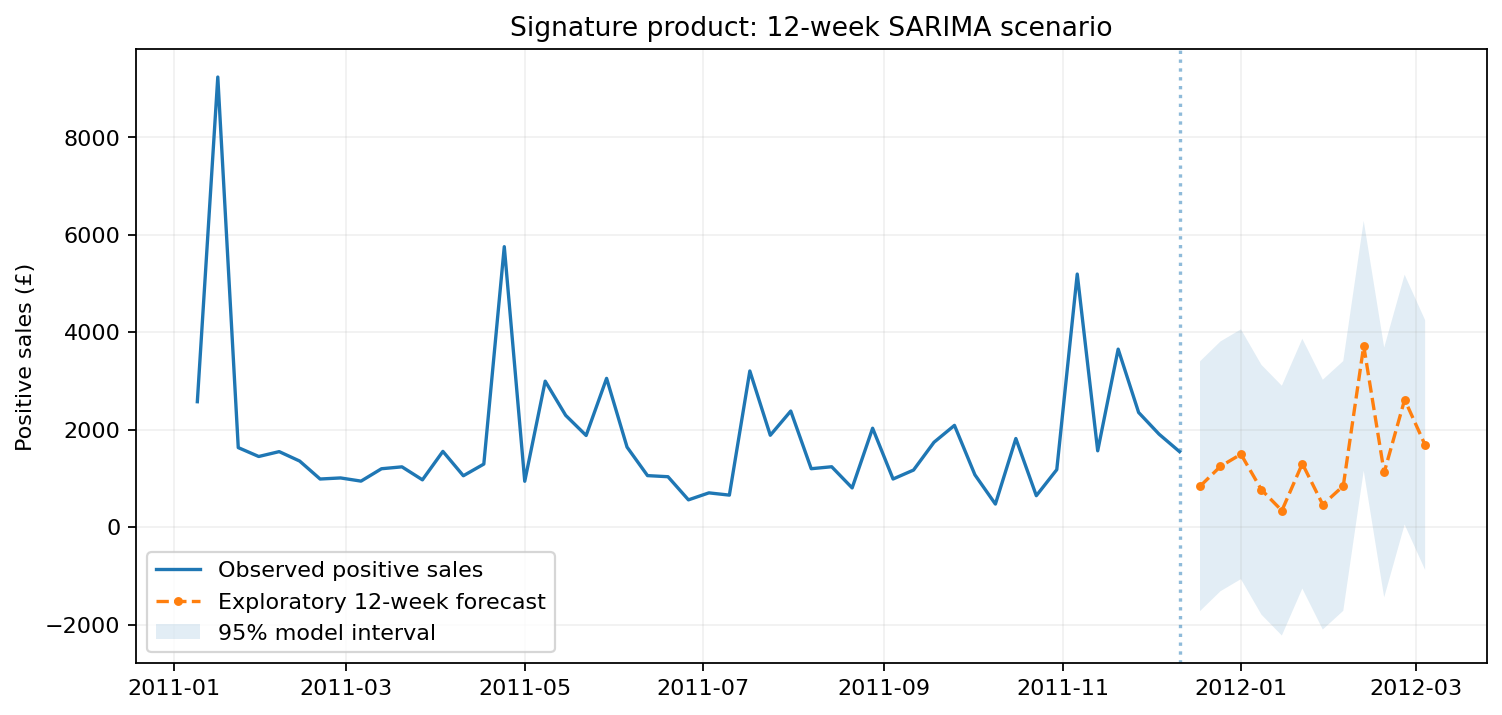 Signature product: 12-week SARIMA scenario
Positive sales (£)
8000
6000
4000
2000
0
−2000
Observed positive sales
Exploratory 12-week forecast
95% model interval
2011-01
2011-03
2011-05
2011-07
2011-09
2011-11
2012-01
2012-03